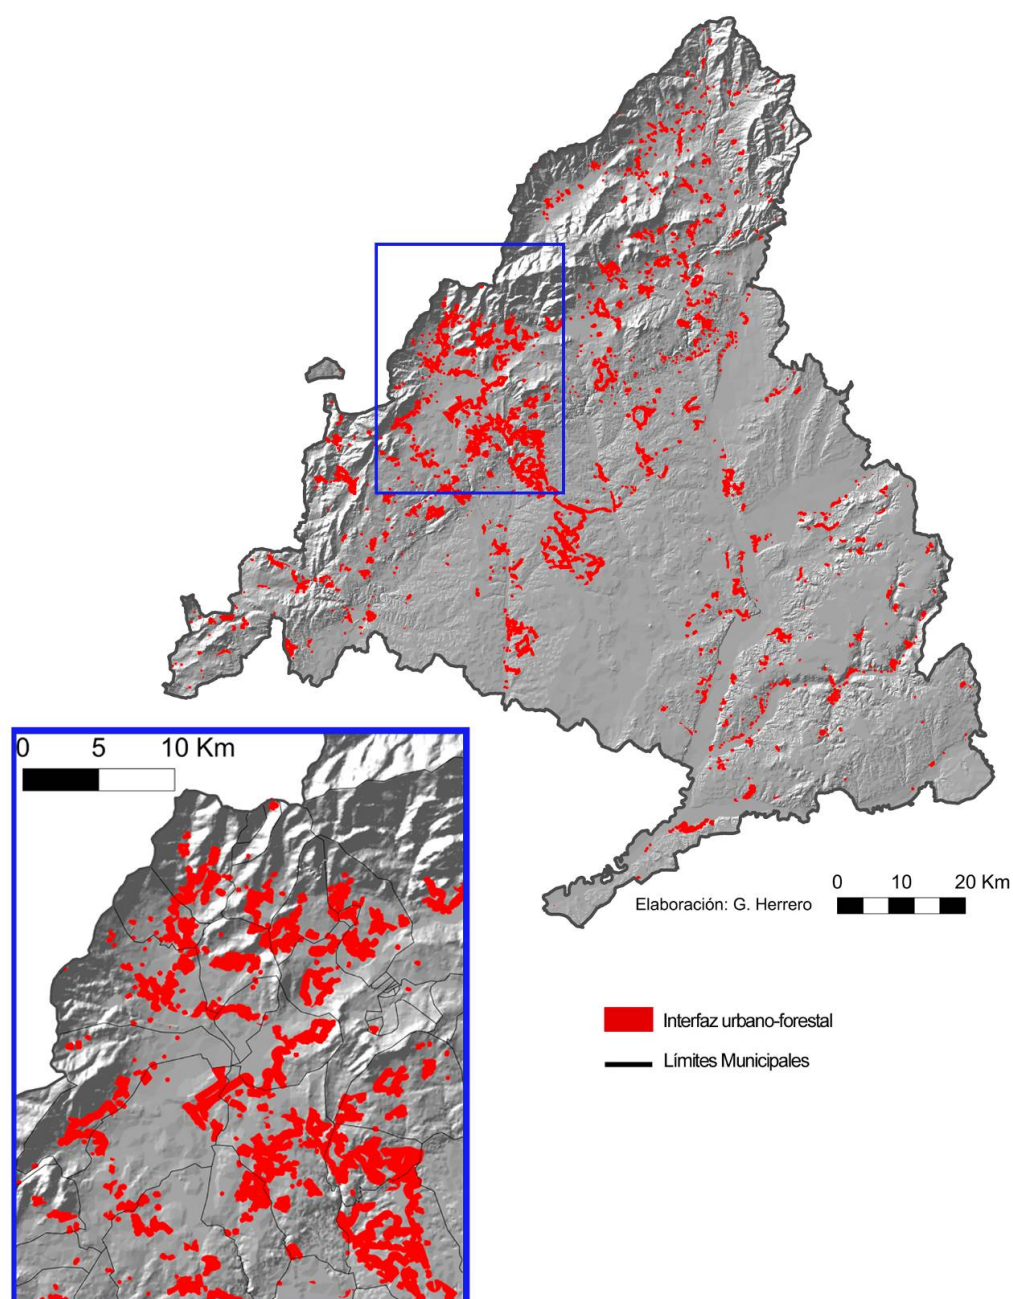 0 5 10 Km
Elaboración: G. Herrero
0 10 20 Km
Interfaz urbano-forestal
Límites Municipales